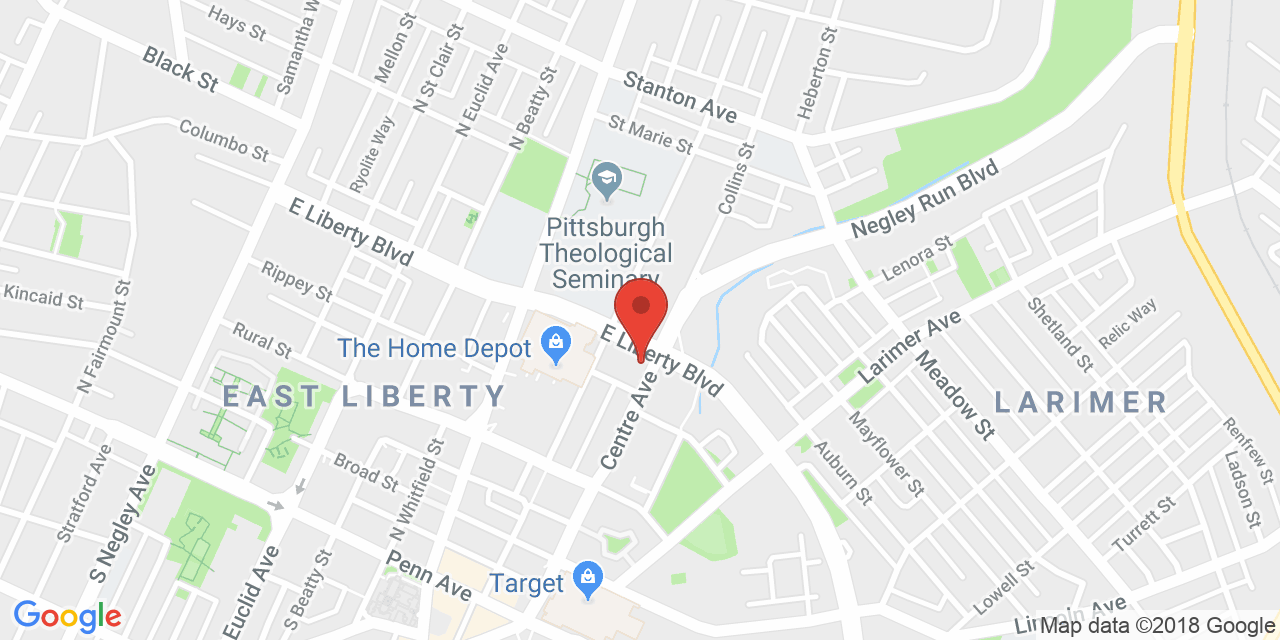 Hays St
Samantha W
Mellon St
N St Clair St
N Euclid Ave
N Beatty St
Black St
Stanton Ave
Heberton St
St Marie St
Columbo St
Ryolite Way
Collins St
Negley Run Blvd
E Liberty Blvd
Pittsburgh
Theological
Seminary
Lenora St
Rippey St
Kincaid St
N Fairmount St
Rural St
The Home Depot
E Liberty Blvd
Larimer Ave
Shetland St
Relic Way
EAST LIBERTY
Centre Ave
Meadow St
LARIMER
Mayflower St
Auburn St
Renfrew St
Ladson St
Broad St
N Whitfield St
Stratford Ave
S Negley Ave
Turrett St
Penn Ave
Target
Euclid Ave
S Beatty St
Lowell St
Lincoln Ave
Google
Map data ©2018 Google